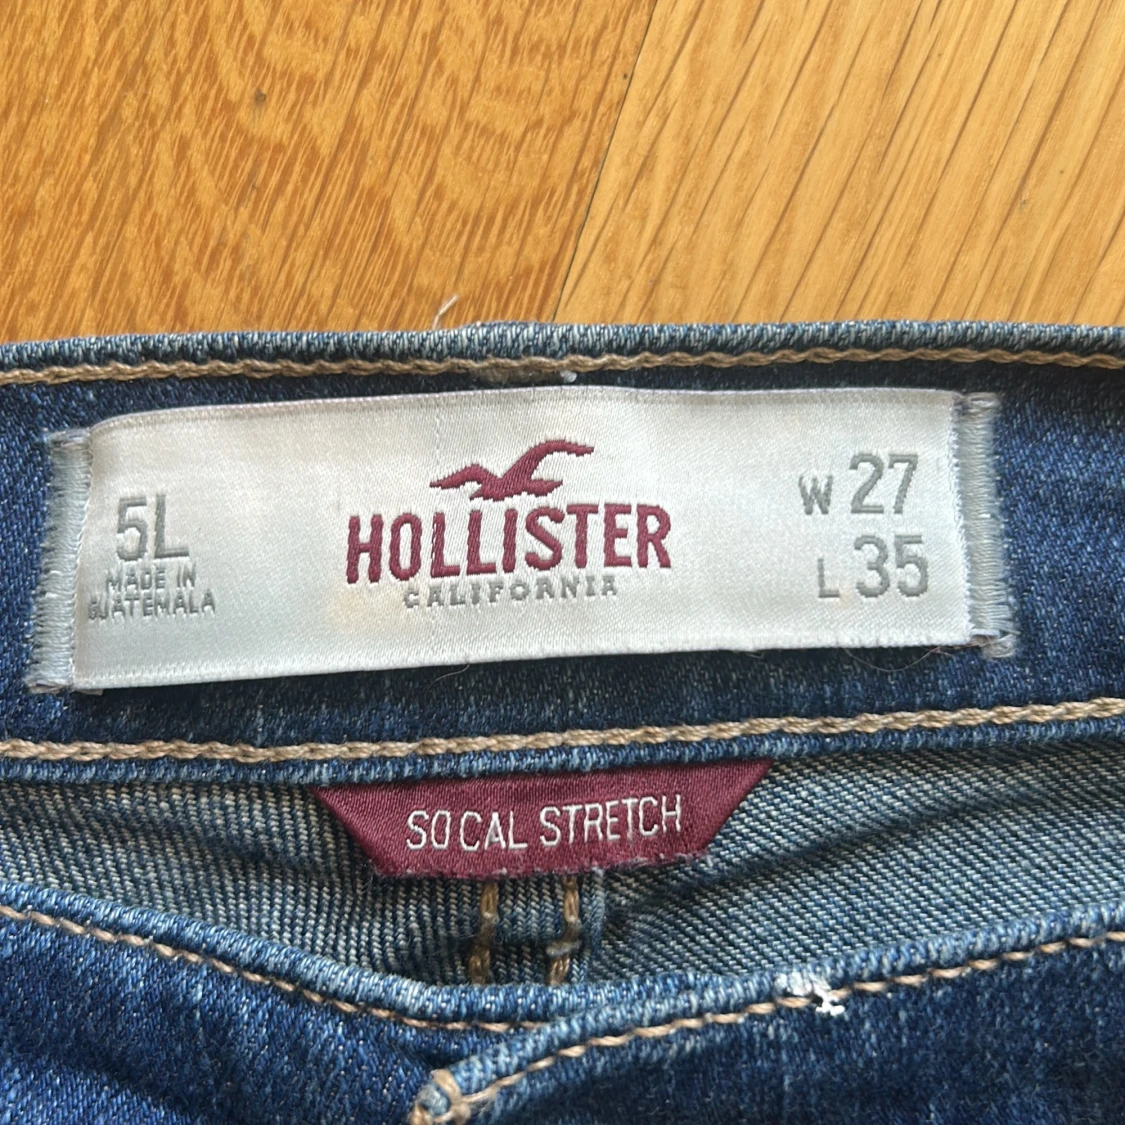 5L
MADE IN
GUATEMALA
HOLLISTER
CALIFORNIA
W 27
L 35
SO CAL STRETCH